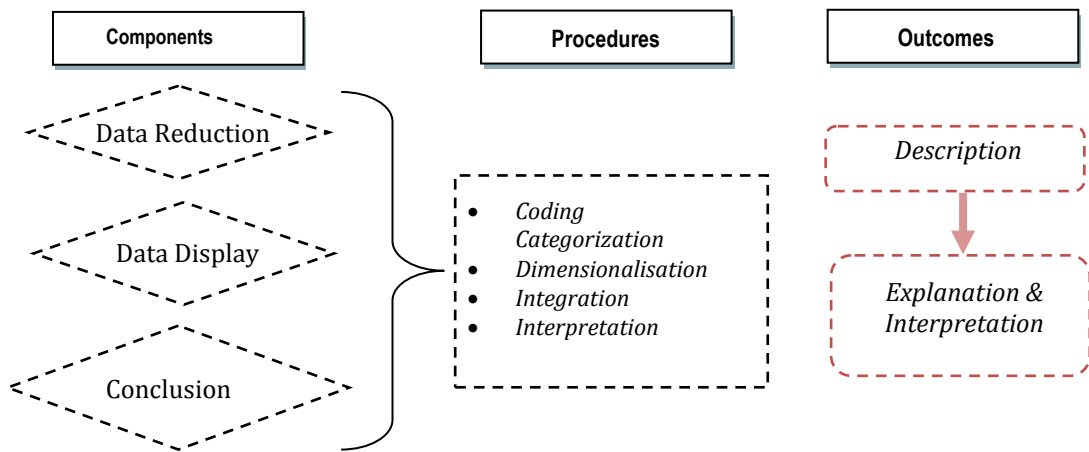 Components
Procedures
Outcomes
Data Reduction
Data Display
Conclusion
• Coding
Categorization
• Dimensionalisation
• Integration
• Interpretation
Description
Explanation &
Interpretation